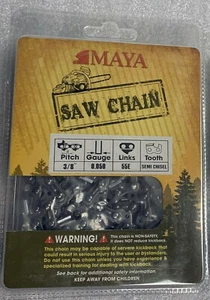 MAYA
SAW CHAIN
Pitch Gauge Links Tooth
3/8" 0.058 55E SEMI CHISEL
WARNING! This chain is NON-SAFETY,
it does NOT reduce kickback
This chain may be capable of servere kickback that
could result in serious injury to the user or bystanders.
Do not use this chain unless you have experience &
specialised training for dealing with kickback.
See back for additional safety information
KEEP AWAY FROM CHILDREN